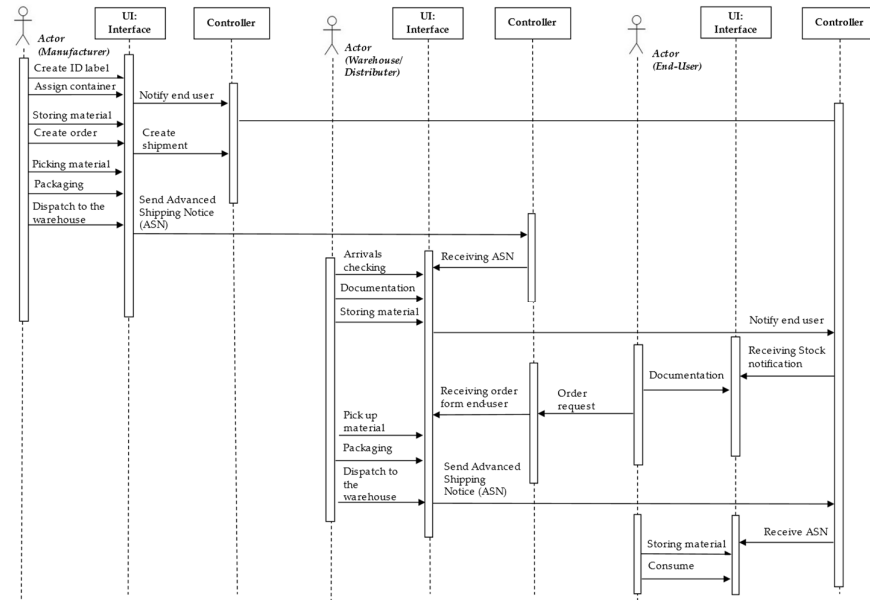 UI:
Interface
Controller
UI:
Interface
Controller
UI:
Interface
Controller
Actor
(Manufacturer)
Actor
(Warehouse/
Distributer)
Actor
(End-User)
Create ID label
Assign container
Notify end user
Storing material
Create order
Create
shipment
Picking material
Packaging
Dispatch to the
warehouse
Send Advanced
Shipping Notice
(ASN)
Arrivals
checking
Receiving ASN
Documentation
Storing material
Notify end user
Receiving Stock
notification
Documentation
Receiving order
form end-user
Order
request
Pick up
material
Packaging
Dispatch to
the
warehouse
Send Advanced
Shipping
Notice (ASN)
Receive ASN
Storing material
Consume